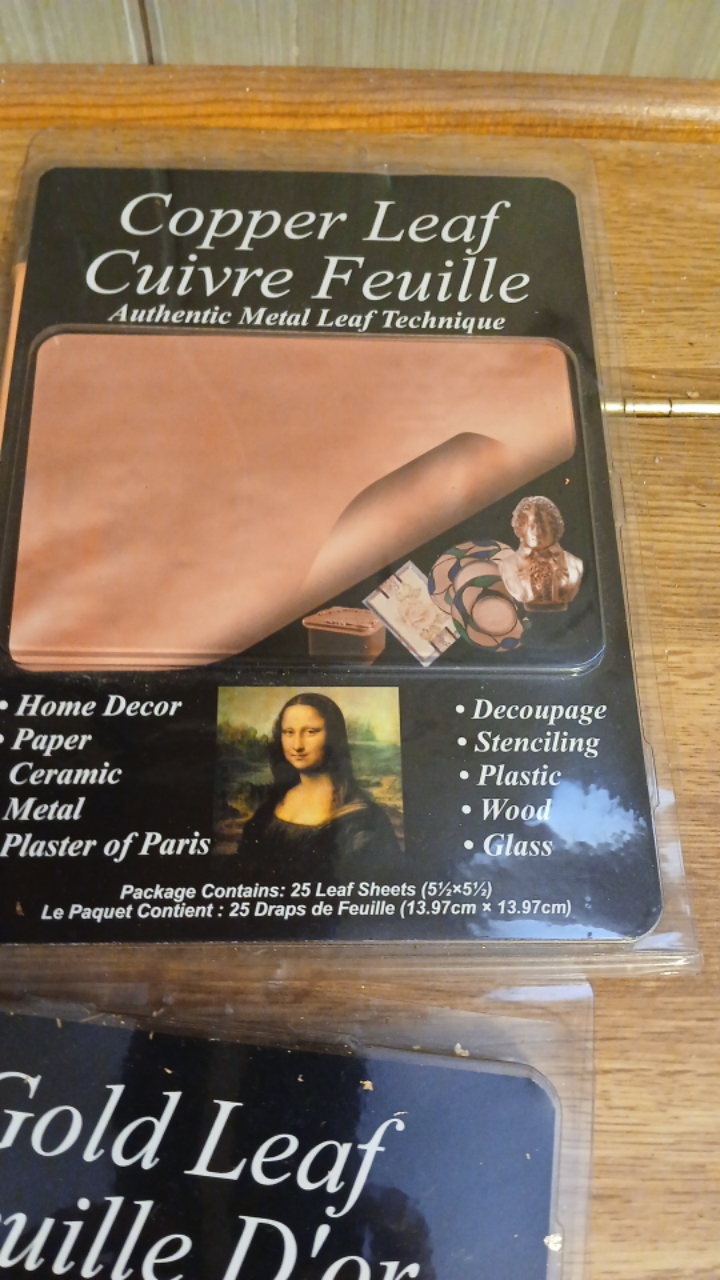 Copper Leaf
Cuivre Feuille
Authentic Metal Leaf Technique
• Home Decor
• Paper
Ceramic
Metal
Plaster of Paris
• Decoupage
• Stenciling
• Plastic
• Wood
• Glass
Package Contains: 25 Leaf Sheets (5½×5½)
Le Paquet Contient : 25 Draps de Feuille (13.97cm × 13.97cm)
Gold Leaf
uille D'or